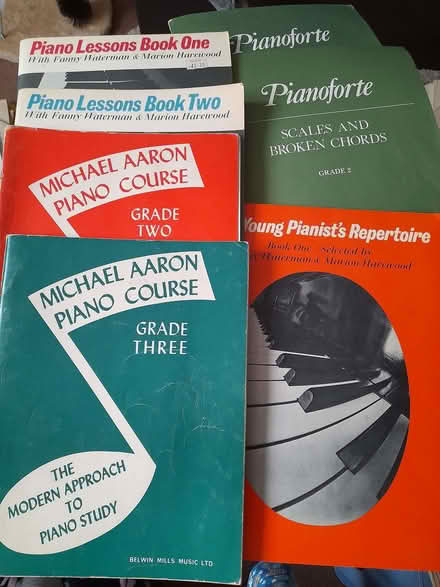 Piano Lessons Book One
With Fanny Waterman & Marion Harewood
Piano Lessons Book Two
With Fanny Waterman & Marion Harewood
MICHAEL AARON
PIANO COURSE
GRADE
TWO
MICHAEL AARON
PIANO COURSE
GRADE
THREE
THE
MODERN APPROACH
TO
PIANO STUDY
BELWIN MILLS MUSIC LTD
Pianoforte
Pianoforte
SCALES AND
BROKEN CHORDS
GRADE 2
Young Pianist's Repertoire
Book One Selected by
Waterman & Marion Harewood